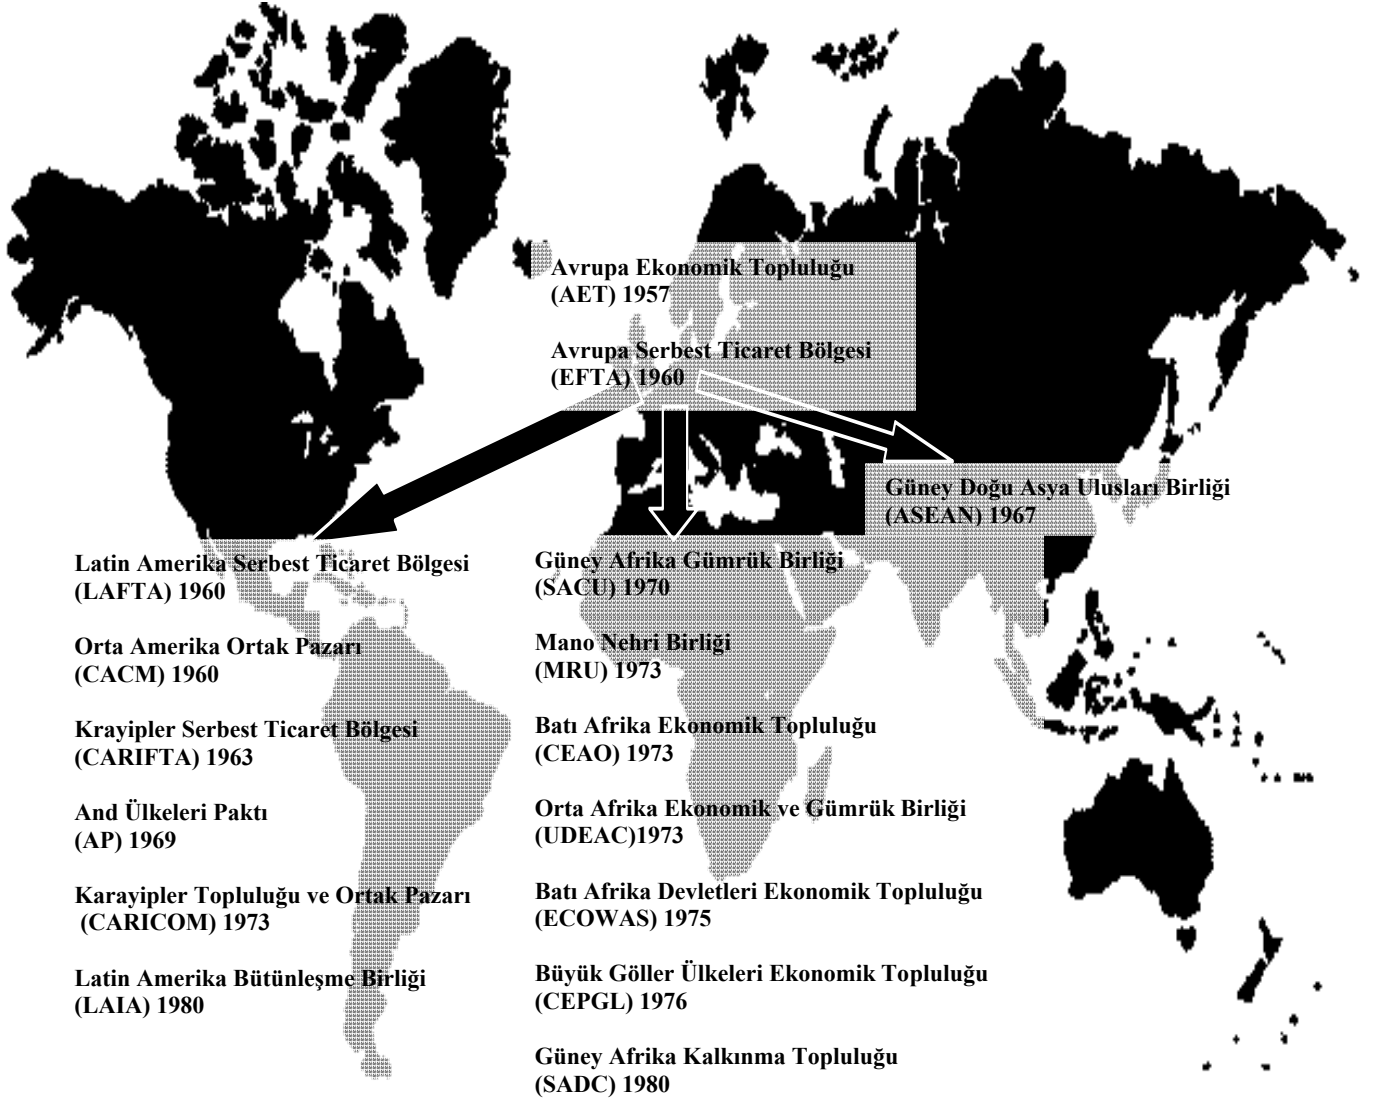 Avrupa Ekonomik Topluluğu
(AET) 1957
Avrupa Serbest Ticaret Bölgesi
(EFTA) 1960
Güney Doğu Asya Ulusları Birliği
(ASEAN) 1967
Latin Amerika Serbest Ticaret Bölgesi
(LAFTA) 1960
Orta Amerika Ortak Pazarı
(CACM) 1960
Krayipler Serbest Ticaret Bölgesi
(CARIFTA) 1963
And Ülkeleri Paktı
(AP) 1969
Karayipler Topluluğu ve Ortak Pazarı
(CARICOM) 1973
Latin Amerika Bütünleşme Birliği
(LAIA) 1980
Güney Afrika Gümrük Birliği
(SACU) 1970
Mano Nehri Birliği
(MRU) 1973
Batı Afrika Ekonomik Topluluğu
(CEAO) 1973
Orta Afrika Ekonomik ve Gümrük Birliği
(UDEAC)1973
Batı Afrika Devletleri Ekonomik Topluluğu
(ECOWAS) 1975
Büyük Göller Ülkeleri Ekonomik Topluluğu
(CEPGL) 1976
Güney Afrika Kalkınma Topluluğu
(SADC) 1980